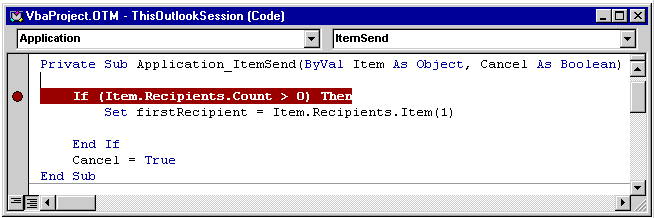 VbaProject.OTM - ThisOutlookSession (Code)
Application ItemSend
Private Sub Application_ItemSend(ByVal Item As Object, Cancel As Boolean)
If (Item.Recipients.Count > 0) Then
Set firstRecipient = Item.Recipients.Item(1)
End If
Cancel = True
End Sub